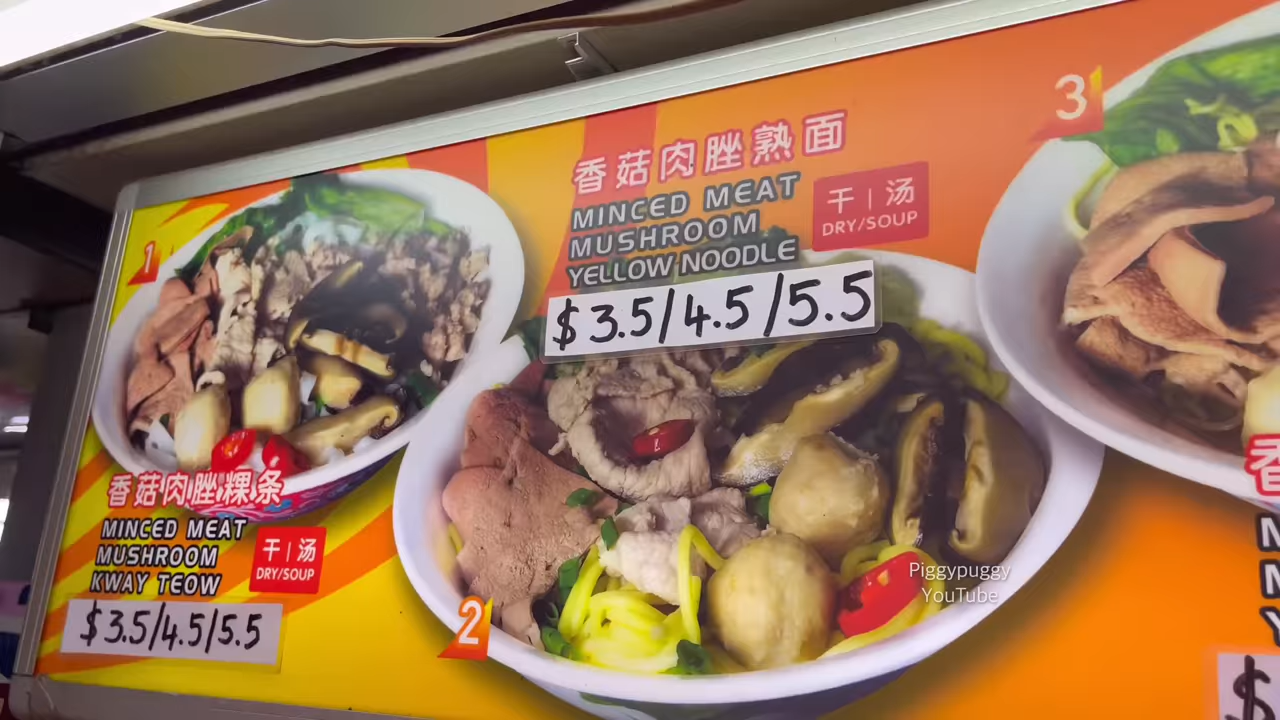 1
香菇肉脞粿条
MINCED MEAT
MUSHROOM
KWAY TEOW
干|汤
DRY/SOUP
$3.5/4.5/5.5
香菇肉脞熟面
MINCED MEAT
MUSHROOM
YELLOW NOODLE
干|汤
DRY/SOUP
$3.5/4.5/5.5
2
3
香
$
Piggypuggy
YouTube